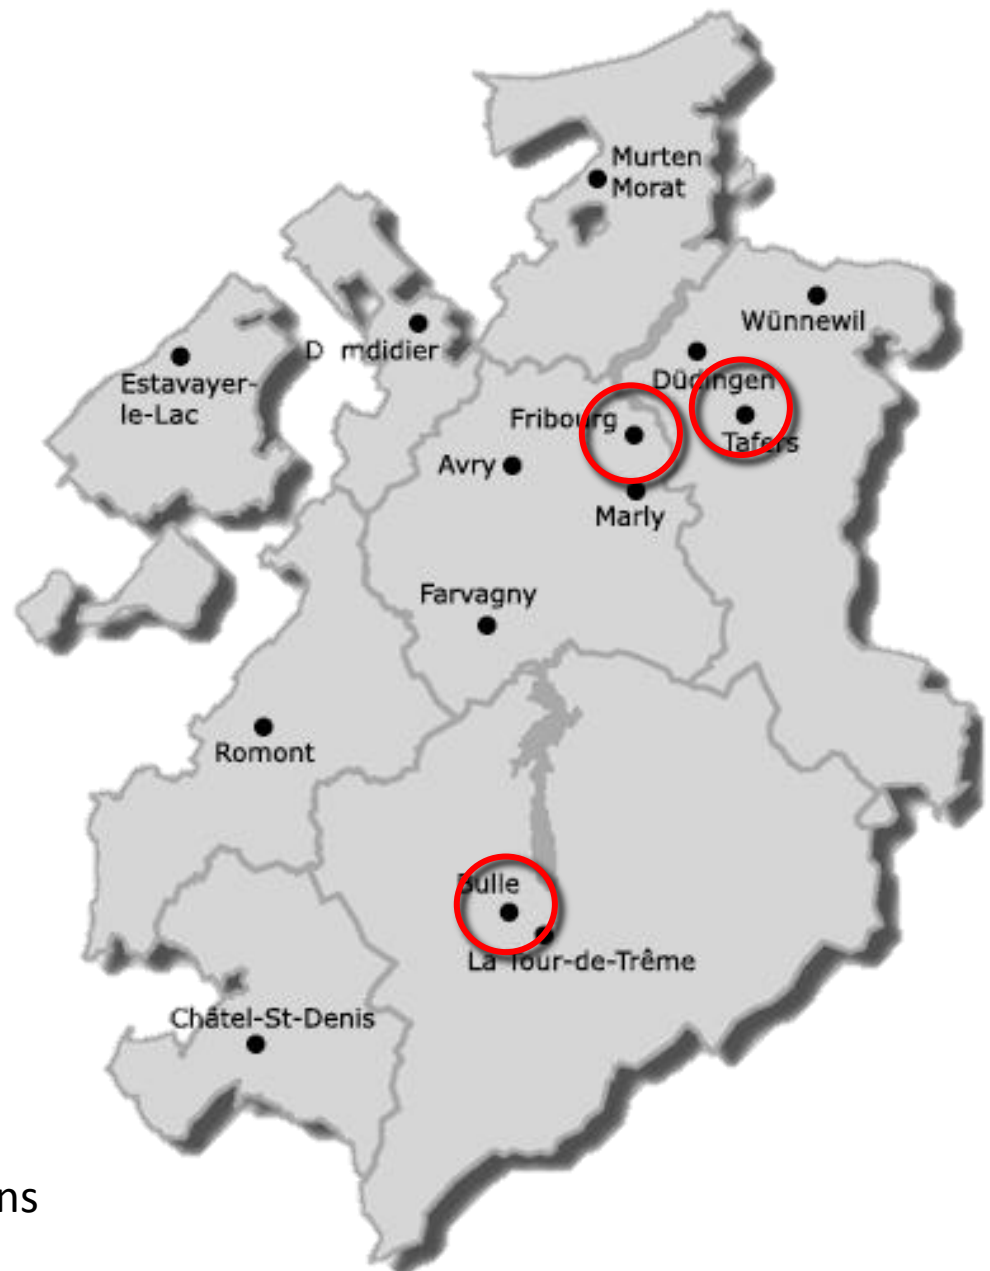 Murten
Morat
Wünnewil
D mdidier
Estavayer-
le-Lac
Düdingen
Fribourg
Tafers
Avry
Marly
Farvagny
Romont
Bulle
La Tour-de-Trême
Châtel-St-Denis
ns